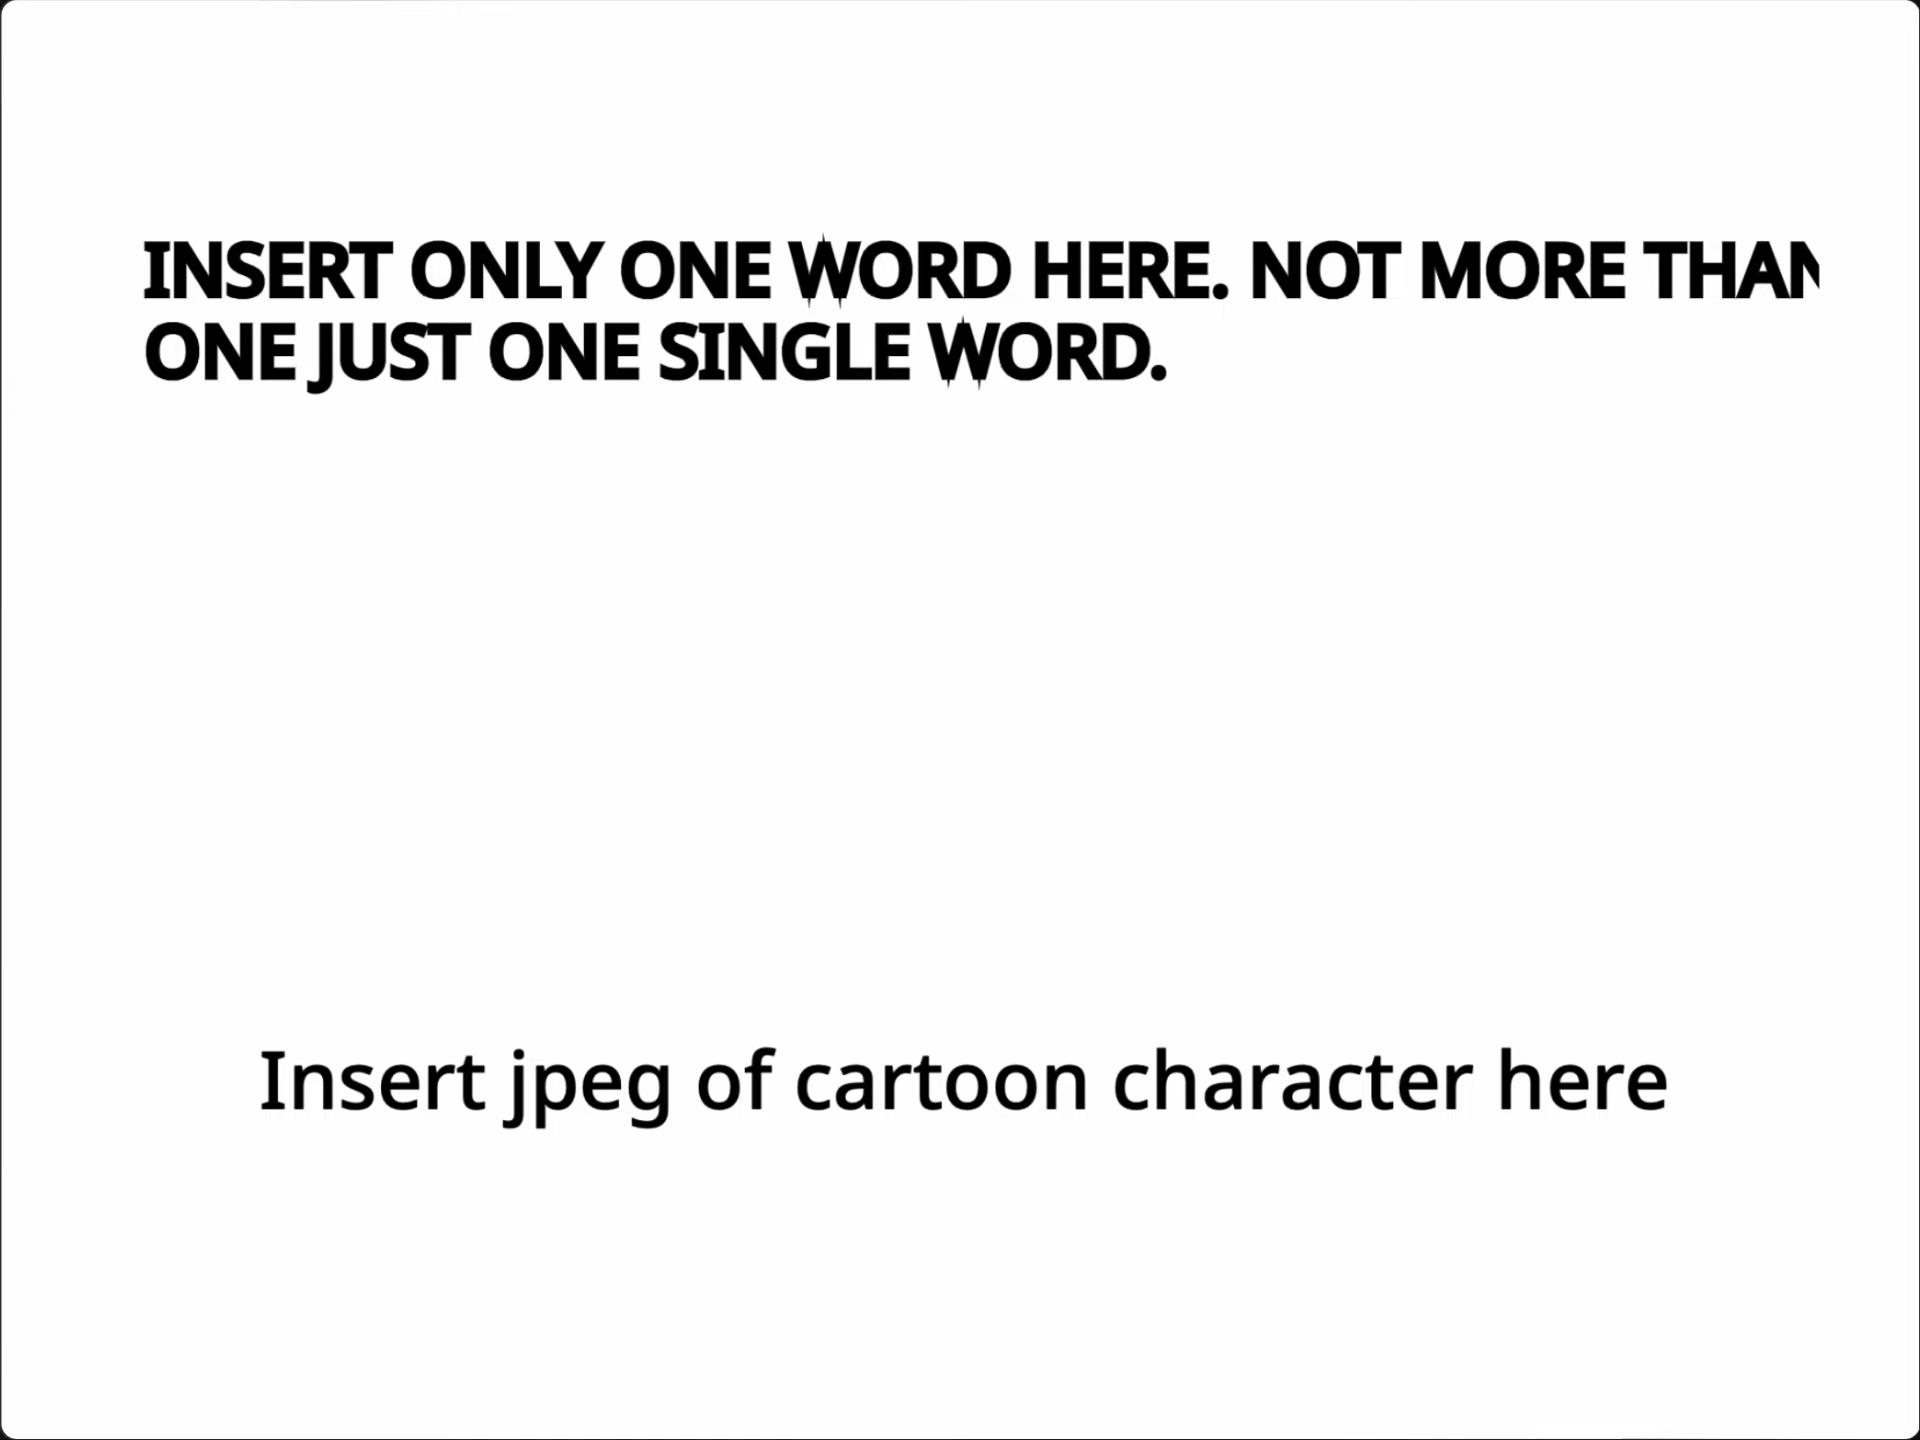 INSERT ONLY ONE WORD HERE. NOT MORE THAN
ONE JUST ONE SINGLE WORD.
Insert jpeg of cartoon character here